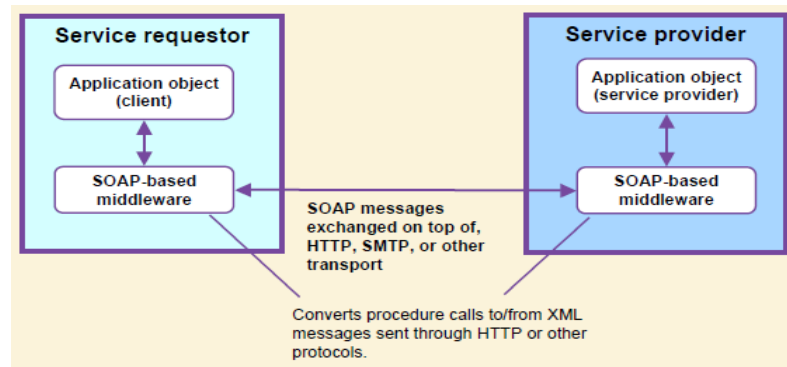 Service requestor
Application object
(client)
SOAP-based
middleware
Service provider
Application object
(service provider)
SOAP-based
middleware
SOAP messages
exchanged on top of,
HTTP, SMTP, or other
transport
Converts procedure calls to/from XML
messages sent through HTTP or other
protocols.